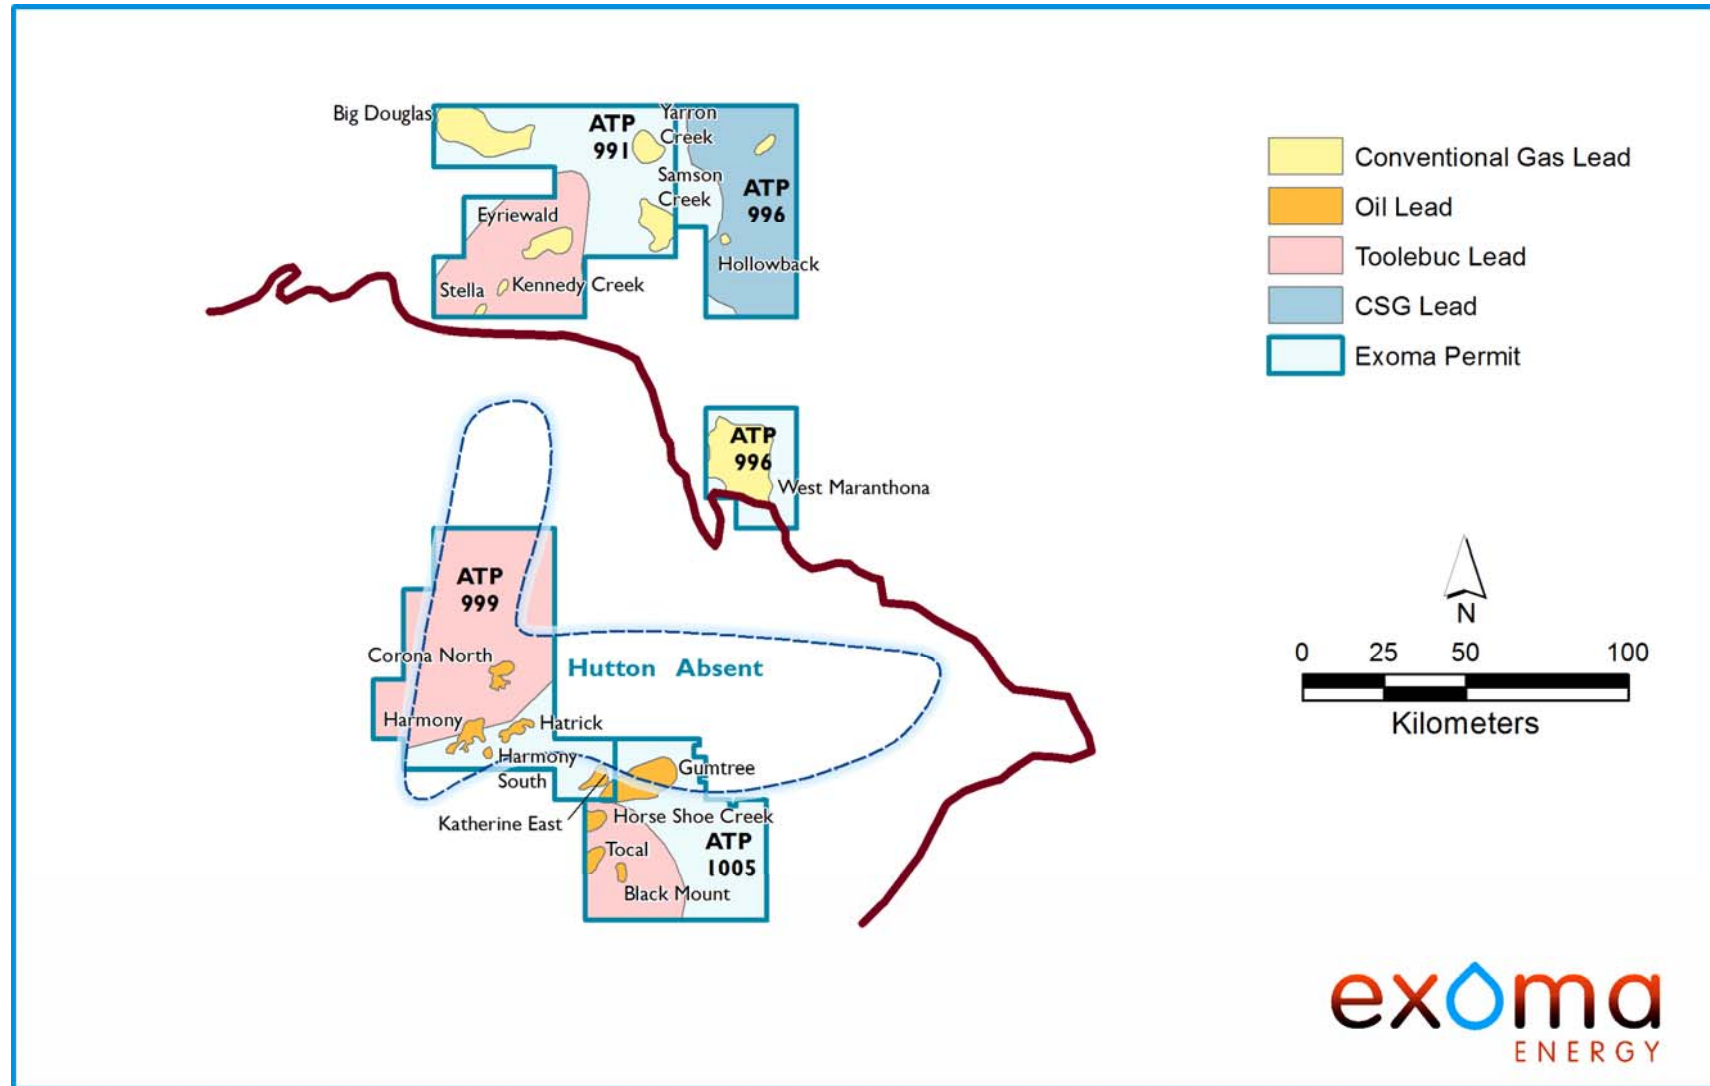 Big Douglas
ATP
991
Yarron
Creek
Samson
Creek
ATP
996
Eyriewald
Hollowback
Stella
Kennedy Creek
Conventional Gas Lead
Oil Lead
Toolebuc Lead
CSG Lead
Exoma Permit
ATP
996
West Maranthona
ATP
999
Corona North
Hutton Absent
Harmony
Hatrick
Harmony
South
Gumtree
Katherine East
Horse Shoe Creek
ATP
1005
Tocal
Black Mount
N
0 25 50 100
Kilometers
exoma
ENERGY